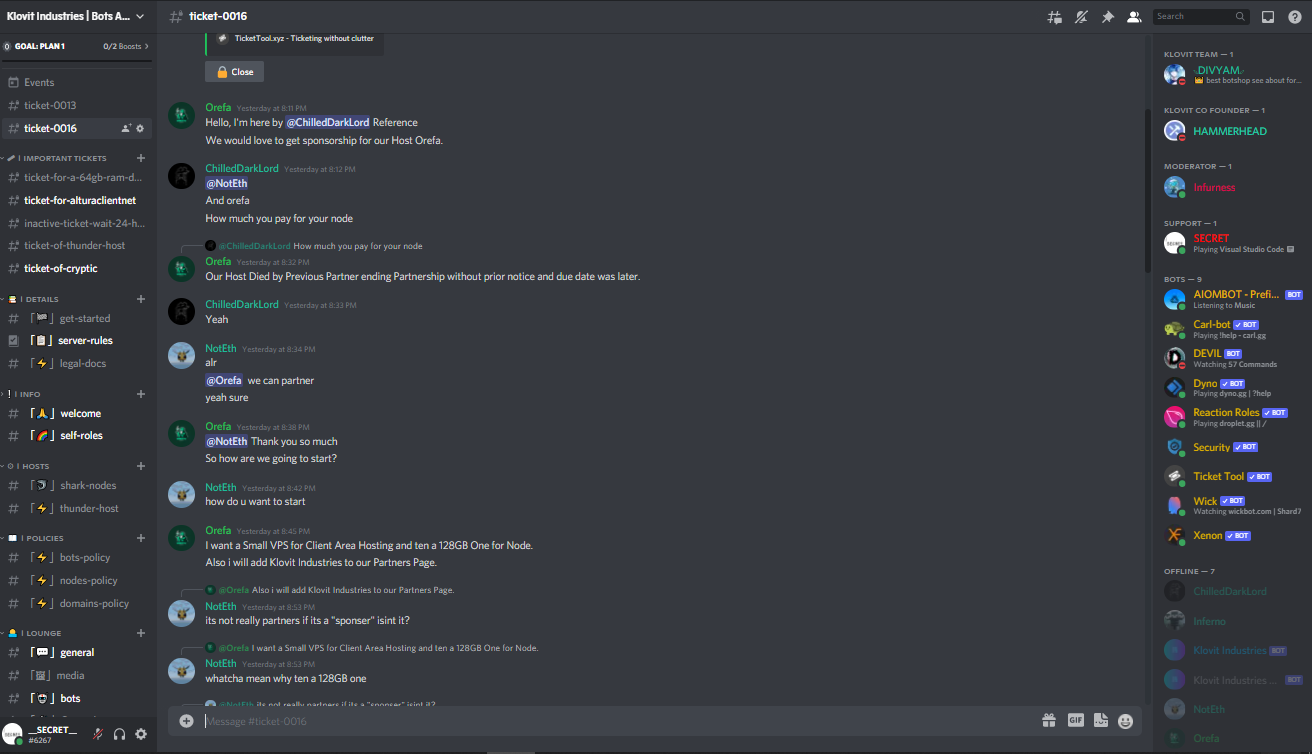 Klovit Industries | Bots A...
GOAL: PLAN 1
0/2 Boosts
Events
ticket-0013
ticket-0016
| IMPORTANT TICKETS
ticket-for-a-64gb-ram-d...
ticket-for-alturaclientnet
inactive-ticket-wait-24-h...
ticket-of-thunder-host
ticket-of-cryptic
| DETAILS
get-started
server-rules
legal-docs
| INFO
welcome
self-roles
| HOSTS
shark-nodes
thunder-host
| POLICIES
bots-policy
nodes-policy
domains-policy
| LOUNGE
general
media
bots
__SECRET__
#6267
ticket-0016
Search
TicketTool.xyz - Ticketing without clutter
Close
Orefa Yesterday at 8:11 PM
Hello, I'm here by @ChilledDarkLord Reference
We would love to get sponsorship for our Host Orefa.
ChilledDarkLord Yesterday at 8:12 PM
@NotEth
And orefa
How much you pay for your node
@ChilledDarkLord How much you pay for your node
Orefa Yesterday at 8:32 PM
Our Host Died by Previous Partner ending Partnership without prior notice and due date was later.
ChilledDarkLord Yesterday at 8:33 PM
Yeah
NotEth Yesterday at 8:34 PM
alr
@Orefa we can partner
yeah sure
Orefa Yesterday at 8:38 PM
@NotEth Thank you so much
So how are we going to start?
NotEth Yesterday at 8:42 PM
how do u want to start
Orefa Yesterday at 8:45 PM
I want a Small VPS for Client Area Hosting and ten a 128GB One for Node.
Also i will add Klovit Industries to our Partners Page.
@Orefa Also i will add Klovit Industries to our Partners Page.
NotEth Yesterday at 8:53 PM
its not really partners if its a "sponser" isint it?
@Orefa I want a Small VPS for Client Area Hosting and ten a 128GB One for Node.
NotEth Yesterday at 8:53 PM
whatcha mean why ten a 128GB one
@NotEth its not really partners if its a "sponser" isint it?
Message #ticket-0016
GIF
KLOVIT TEAM — 1
DIVYAM
best botshop see about for...
KLOVIT CO FOUNDER — 1
HAMMERHEAD
MODERATOR — 1
Infurness
SUPPORT — 1
SECRET
Playing Visual Studio Code
BOTS — 9
AIOMBOT - Prefi... BOT
Listening to Music
Carl-bot BOT
Playing !help - carl.gg
DEVIL BOT
Watching 57 Commands
Dyno BOT
Playing dyno.gg | ?help
Reaction Roles BOT
Playing droplet.gg || /
Security BOT
Ticket Tool BOT
Wick BOT
Watching wickbot.com | Shard7
Xenon BOT
OFFLINE — 7
ChilledDarkLord
Inferno
Klovit Industries BOT
Klovit Industries ... BOT
NotEth
Orefa